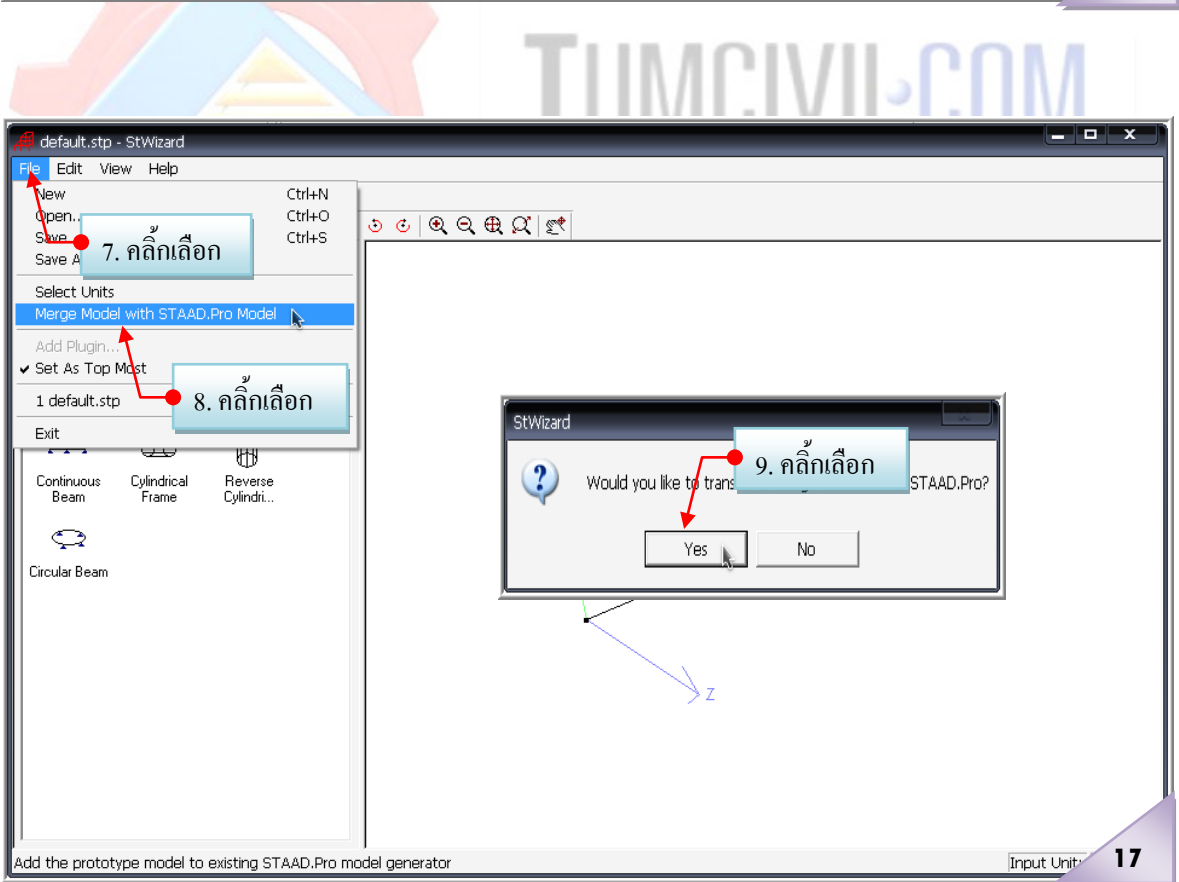 TUMCIVIL.COM
default.stp - StWizard
File Edit View Help
New Ctrl+N
Open... Ctrl+O
Save Ctrl+S
Save A
7. คลิ้กเลือก
Select Units
Merge Model with STAAD.Pro Model
Add Plugin...
Set As Top Most
8. คลิ้กเลือก
1 default.stp
Exit
Continuous Beam
Cylindrical Frame
Reverse Cylindri...
Circular Beam
StWizard
9. คลิ้กเลือก
Would you like to trans STAAD.Pro?
Yes No
Z
Add the prototype model to existing STAAD.Pro model generator
Input Unit
17